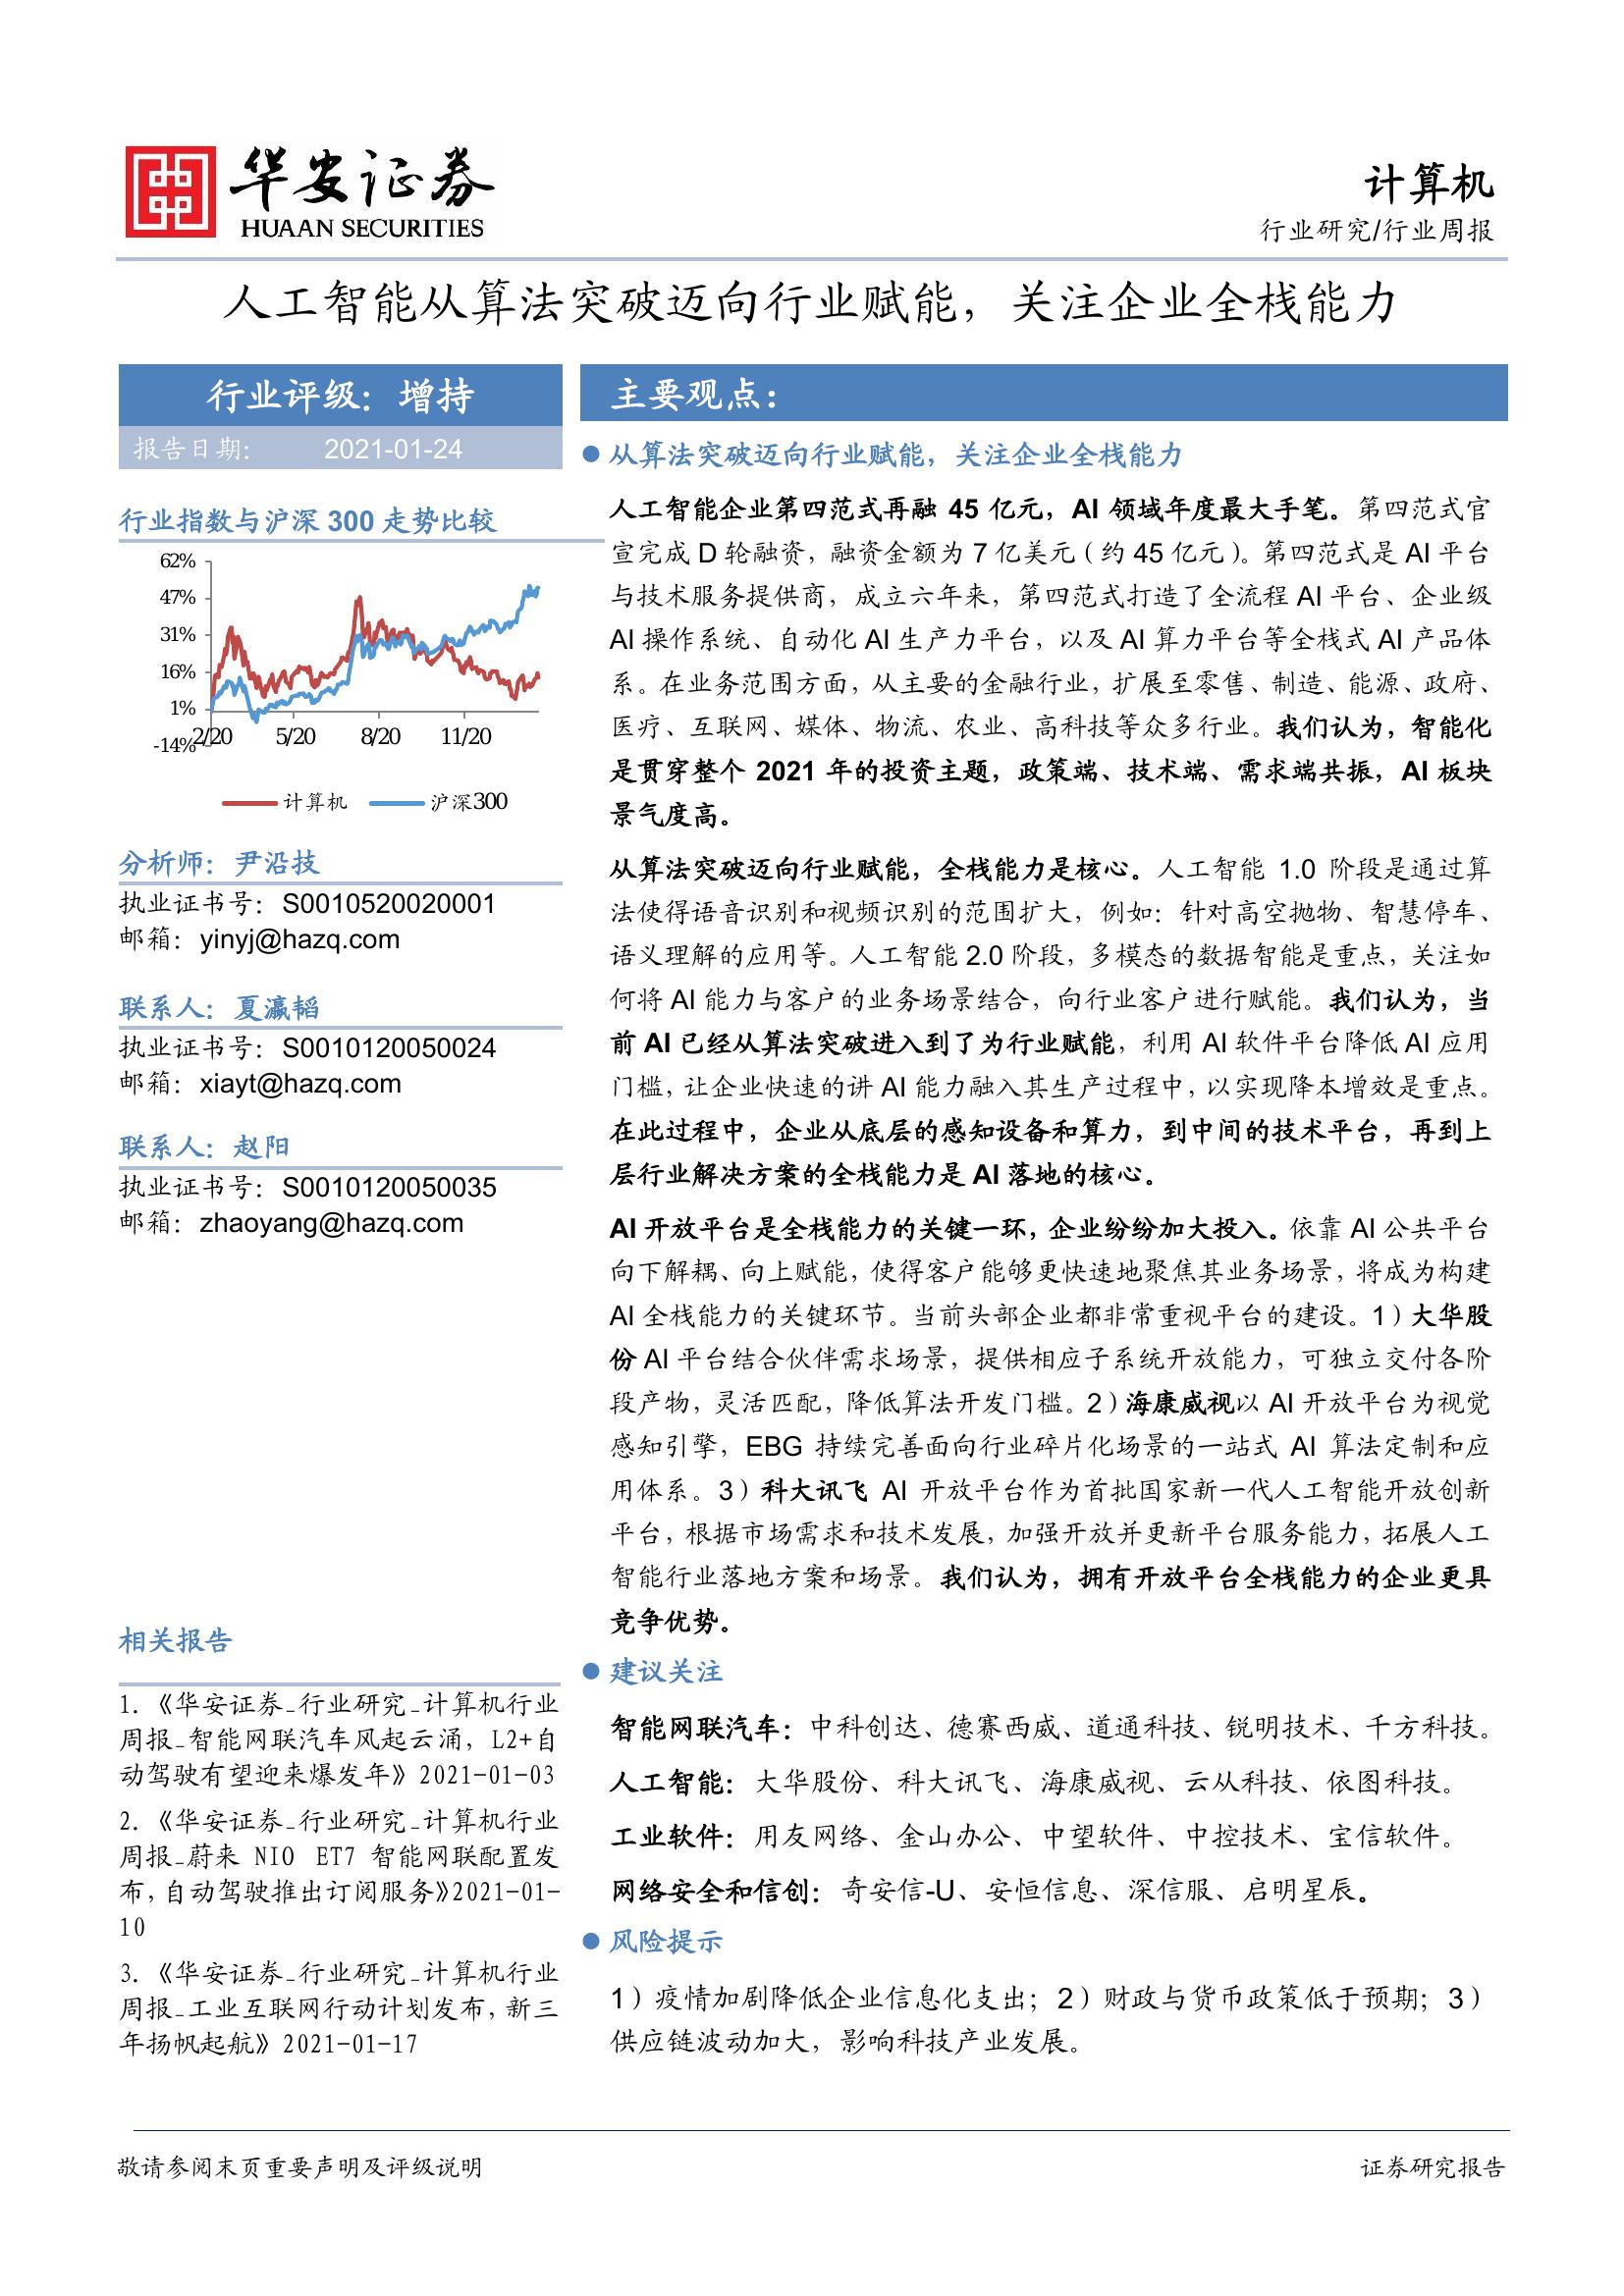 华安证券
HUAAN SECURITIES
计算机
行业研究/行业周报
人工智能从算法突破迈向行业赋能，关注企业全栈能力
行业评级：增持
报告日期： 2021-01-24
行业指数与沪深 300 走势比较
62%
47%
31%
16%
1%
-14%
2/20 5/20 8/20 11/20
计算机 沪深300
分析师：尹沿技
执业证书号：S0010520020001
邮箱：yinyj@hazq.com
联系人：夏瀛韬
执业证书号：S0010120050024
邮箱：xiayt@hazq.com
联系人：赵阳
执业证书号：S0010120050035
邮箱：zhaoyang@hazq.com
相关报告
1.《华安证券_行业研究_计算机行业
周报_智能网联汽车风起云涌，L2+自
动驾驶有望迎来爆发年》2021-01-03
2.《华安证券_行业研究_计算机行业
周报_蔚来 NIO ET7 智能网联配置发
布，自动驾驶推出订阅服务》2021-01-
10
3.《华安证券_行业研究_计算机行业
周报_工业互联网行动计划发布，新三
年扬帆起航》2021-01-17
主要观点：
● 从算法突破迈向行业赋能，关注企业全栈能力
人工智能企业第四范式再融 45 亿元，AI 领域年度最大手笔。第四范式官
宣完成 D 轮融资，融资金额为 7 亿美元（约 45 亿元）。第四范式是 AI 平台
与技术服务提供商，成立六年来，第四范式打造了全流程 AI 平台、企业级
AI 操作系统、自动化 AI 生产力平台，以及 AI 算力平台等全栈式 AI 产品体
系。在业务范围方面，从主要的金融行业，扩展至零售、制造、能源、政府、
医疗、互联网、媒体、物流、农业、高科技等众多行业。我们认为，智能化
是贯穿整个 2021 年的投资主题，政策端、技术端、需求端共振，AI 板块
景气度高。
从算法突破迈向行业赋能，全栈能力是核心。人工智能 1.0 阶段是通过算
法使得语音识别和视频识别的范围扩大，例如：针对高空抛物、智慧停车、
语义理解的应用等。人工智能 2.0 阶段，多模态的数据智能是重点，关注如
何将 AI 能力与客户的业务场景结合，向行业客户进行赋能。我们认为，当
前 AI 已经从算法突破进入到了为行业赋能，利用 AI 软件平台降低 AI 应用
门槛，让企业快速的讲 AI 能力融入其生产过程中，以实现降本增效是重点。
在此过程中，企业从底层的感知设备和算力，到中间的技术平台，再到上
层行业解决方案的全栈能力是 AI 落地的核心。
AI 开放平台是全栈能力的关键一环，企业纷纷加大投入。依靠 AI 公共平台
向下解耦、向上赋能，使得客户能够更快速地聚焦其业务场景，将成为构建
AI 全栈能力的关键环节。当前头部企业都非常重视平台的建设。1）大华股
份 AI 平台结合伙伴需求场景，提供相应子系统开放能力，可独立交付各阶
段产物，灵活匹配，降低算法开发门槛。2）海康威视以 AI 开放平台为视觉
感知引擎，EBG 持续完善面向行业碎片化场景的一站式 AI 算法定制和应
用体系。3）科大讯飞 AI 开放平台作为首批国家新一代人工智能开放创新
平台，根据市场需求和技术发展，加强开放并更新平台服务能力，拓展人工
智能行业落地方案和场景。我们认为，拥有开放平台全栈能力的企业更具
竞争优势。
● 建议关注
智能网联汽车：中科创达、德赛西威、道通科技、锐明技术、千方科技。
人工智能：大华股份、科大讯飞、海康威视、云从科技、依图科技。
工业软件：用友网络、金山办公、中望软件、中控技术、宝信软件。
网络安全和信创：奇安信-U、安恒信息、深信服、启明星辰。
● 风险提示
1）疫情加剧降低企业信息化支出；2）财政与货币政策低于预期；3）
供应链波动加大，影响科技产业发展。
敬请参阅末页重要声明及评级说明
证券研究报告